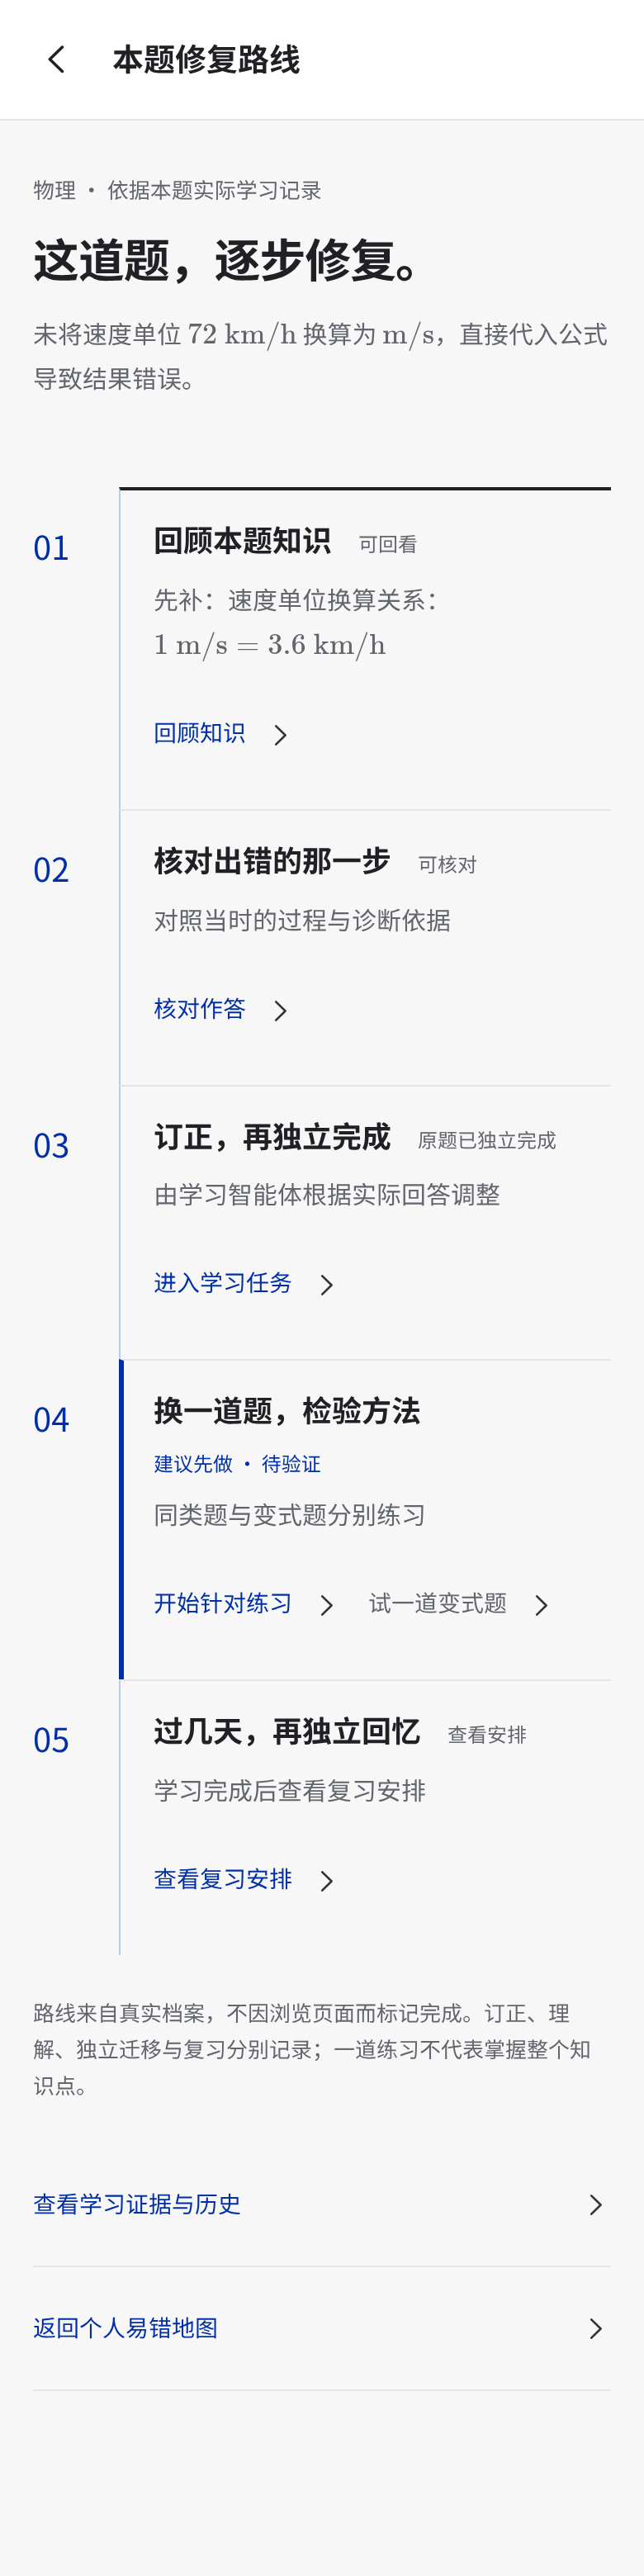 本题修复路线
物理 · 依据本题实际学习记录
这道题，逐步修复。
未将速度单位 72 km/h 换算为 m/s，直接代入公式
导致结果错误。
01
回顾本题知识 可回看
先补：速度单位换算关系：
1 m/s = 3.6 km/h
回顾知识
02
核对出错的那一步 可核对
对照当时的过程与诊断依据
核对作答
03
订正，再独立完成 原题已独立完成
由学习智能体根据实际回答调整
进入学习任务
04
换一道题，检验方法
建议先做 · 待验证
同类题与变式题分别练习
开始针对练习 试一道变式题
05
过几天，再独立回忆 查看安排
学习完成后查看复习安排
查看复习安排
路线来自真实档案，不因浏览页面而标记完成。订正、理
解、独立迁移与复习分别记录；一道练习不代表掌握整个知
识点。
查看学习证据与历史
返回个人易错地图